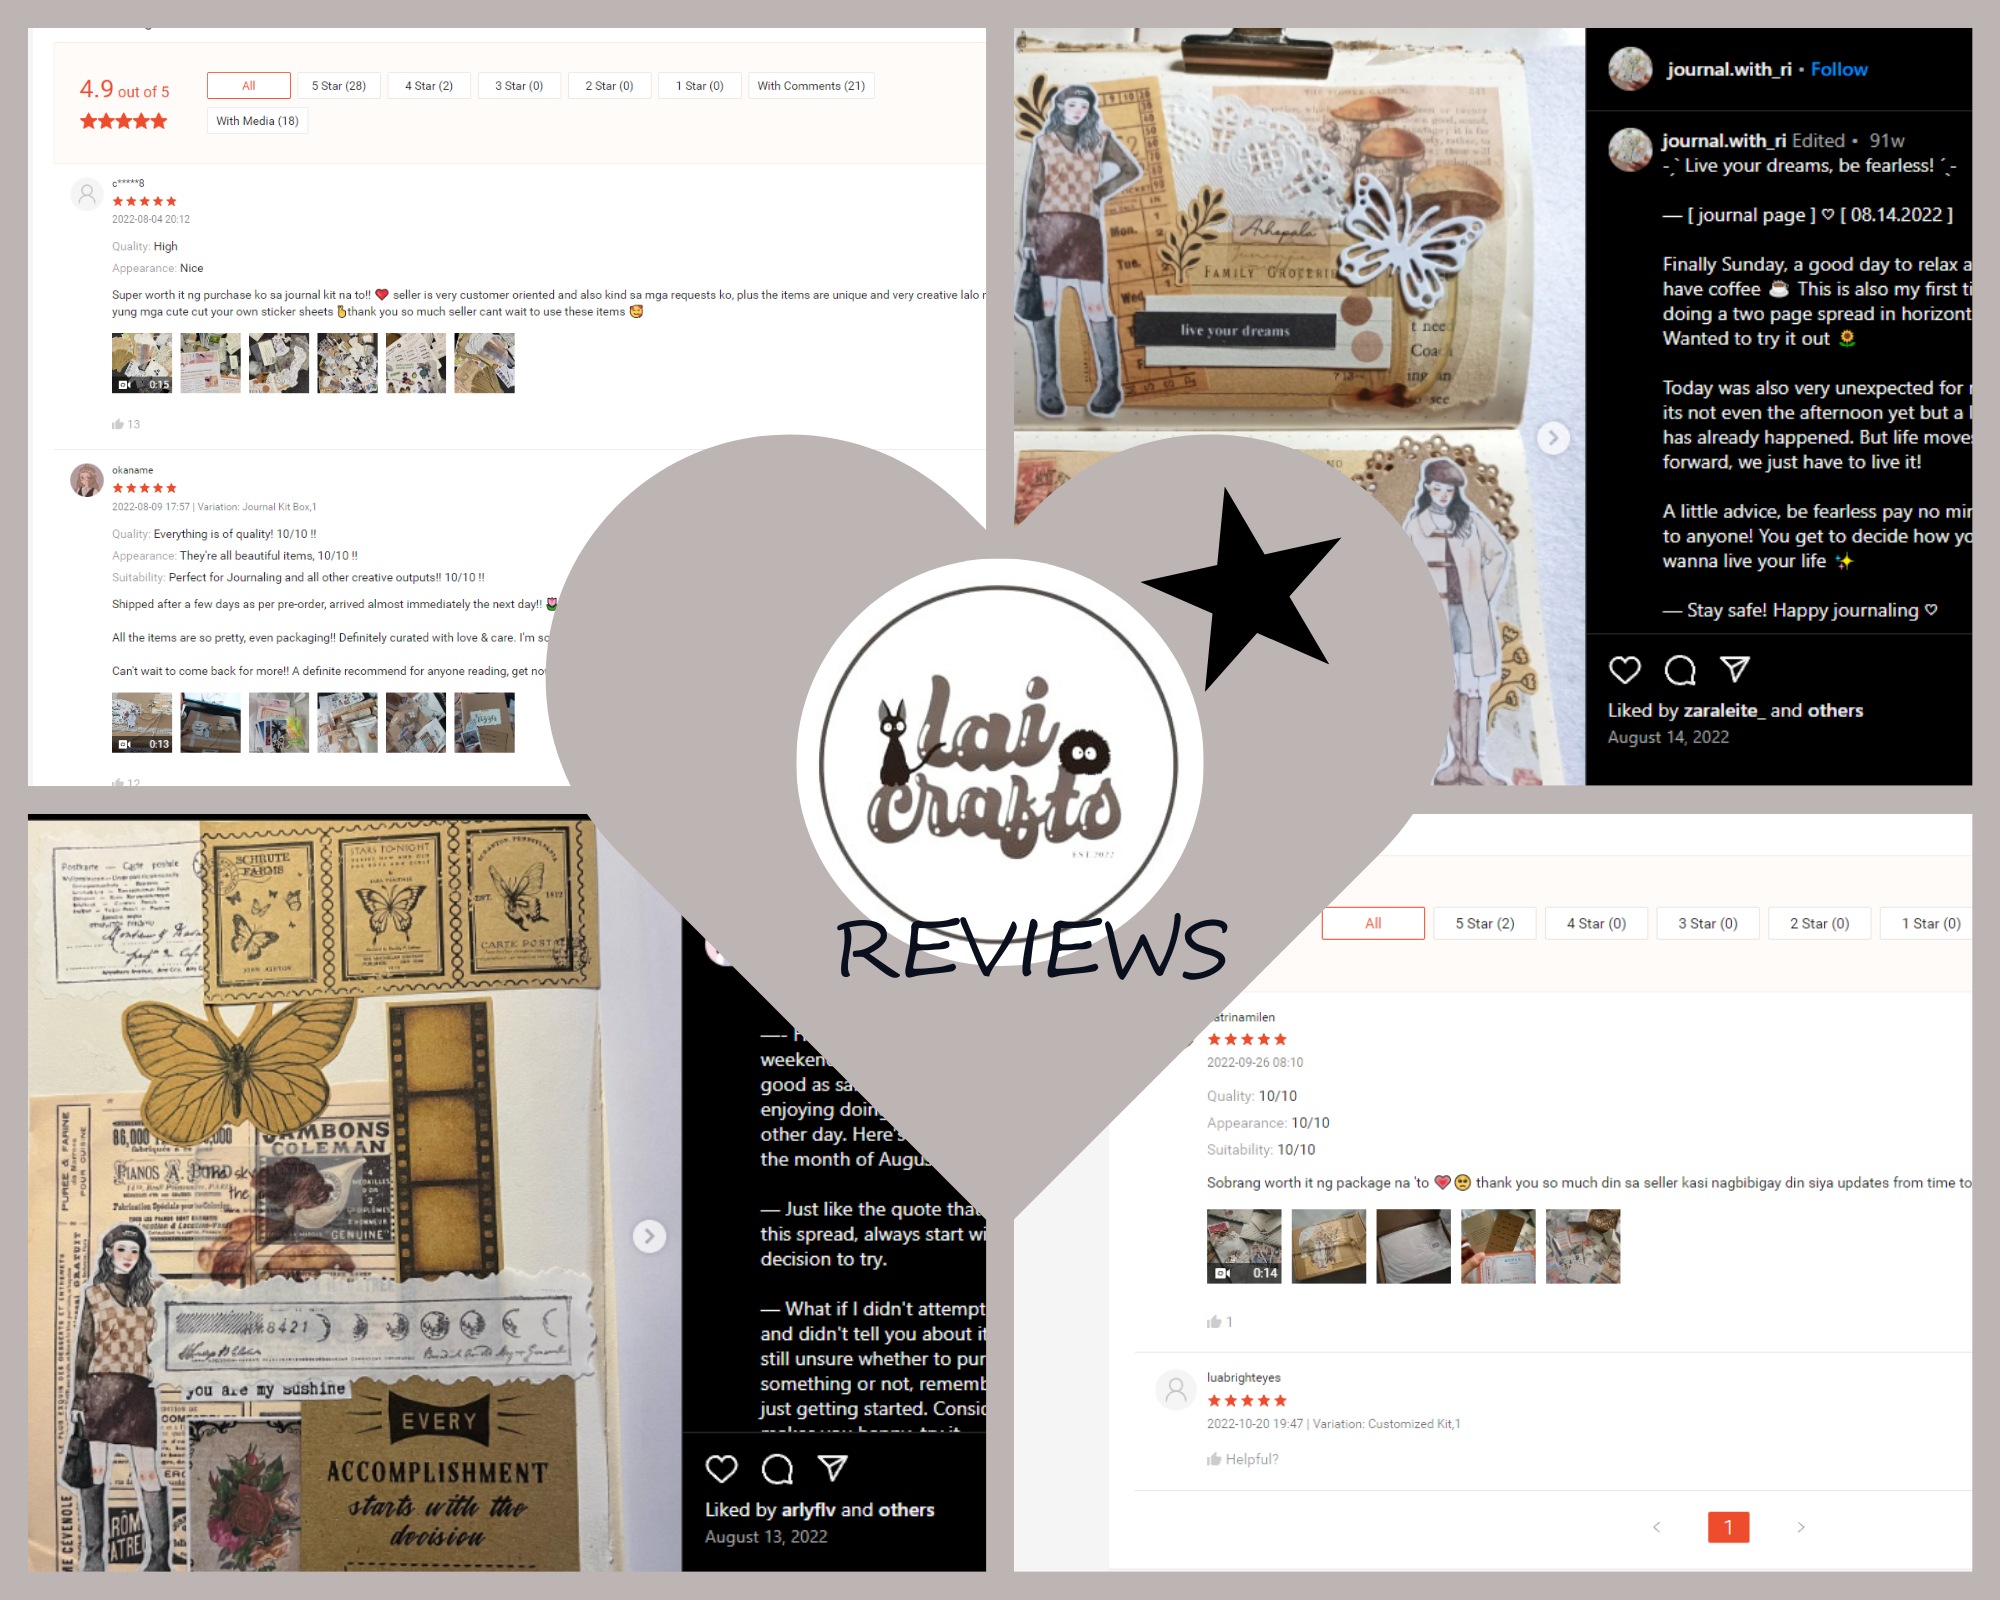 4.9 out of 5
All
5 Star (28)
4 Star (2)
3 Star (0)
2 Star (0)
1 Star (0)
With Comments (21)
With Media (18)
c*****8
2022-08-04 20:12
Quality: High
Appearance: Nice
Super worth it ng purchase ko sa journal kit na to!! ❤️ seller is very customer oriented and also kind sa mga requests ko, plus the items are unique and very creative lalo
yung mga cute cut your own sticker sheets 🫰thank you so much seller cant wait to use these items 🥰
0:15
13
okaname
2022-08-09 17:57 | Variation: Journal Kit Box,1
Quality: Everything is of quality! 10/10 !!
Appearance: They're all beautiful items, 10/10 !!
Suitability: Perfect for Journaling and all other creative outputs!! 10/10 !!
Shipped after a few days as per pre-order, arrived almost immediately the next day!! 🌷
All the items are so pretty, even packaging!! Definitely curated with love & care. I'm
Can't wait to come back for more!! A definite recommend for anyone reading, get
0:13
12
Mon.
Tue.
Wed
FAMILY GROCERIE
live your dreams
journal.with_ri • Follow
journal.with_ri Edited • 91w
-ˏ` Live your dreams, be fearless! ´ˎ-
— [ journal page ] ♡ [ 08.14.2022 ]
Finally Sunday, a good day to relax a
have coffee ☕ This is also my first
doing a two page spread in
Wanted to try it out 🌻
Today was also very unexpected for
its not even the afternoon yet but a
has already happened. But life
forward, we just have to live it!
A little advice, be fearless pay no
to anyone! You get to decide how
wanna live your life ✨
— Stay safe! Happy journaling ♡
Liked by zaraleite_ and others
August 14, 2022
lai
crafts
EST. 2022
REVIEWS
Postkarte — Carte postale
SCHRUTE
FARMS
JOHN ASHTON
STARS TO-NIGHT
SCRANTON, PENNSYLVANIA
EST. 1872
CARTE POSTALE
86,000
PIANOS A. BORD
COLEMAN
GENUINE
8421
you are my sushine
EVERY
ACCOMPLISHMENT
starts with the
decision
good as
enjoying doing
other day. Here's
the month of
— Just like the quote that
this spread, always start
decision to try.
— What if I didn't attempt
and didn't tell you about
still unsure whether to
something or not,
just getting started.
Liked by arlyflv and others
August 13, 2022
All
5 Star (2)
4 Star (0)
3 Star (0)
2 Star (0)
1 Star (0)
atrinamilen
2022-09-26 08:10
Quality: 10/10
Appearance: 10/10
Suitability: 10/10
Sobrang worth it ng package na 'to 💗🥺 thank you so much din sa seller kasi nagbibigay din siya updates from time to
0:14
1
luabrighteyes
2022-10-20 19:47 | Variation: Customized Kit,1
Helpful?
1